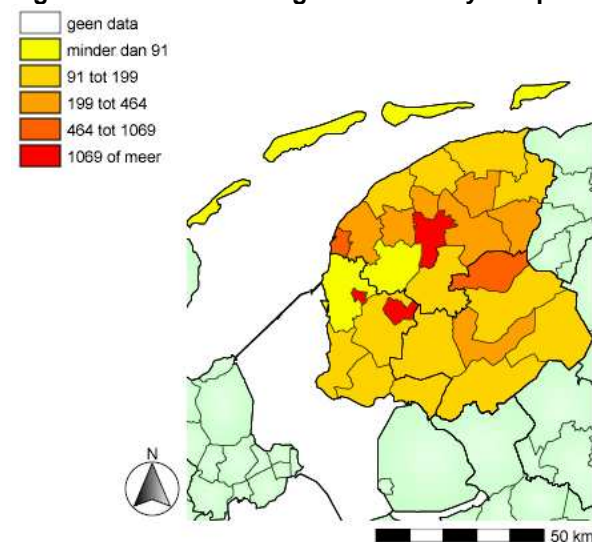 geen data
minder dan 91
91 tot 199
199 tot 464
464 tot 1069
1069 of meer
N
50 km